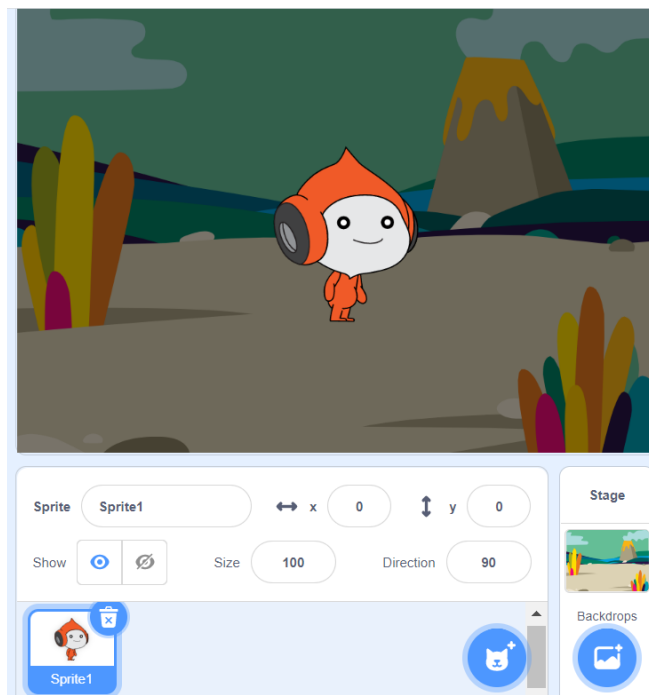 Sprite Sprite1 x 0 y 0
Show Size 100 Direction 90
Sprite1
Stage
Backdrops